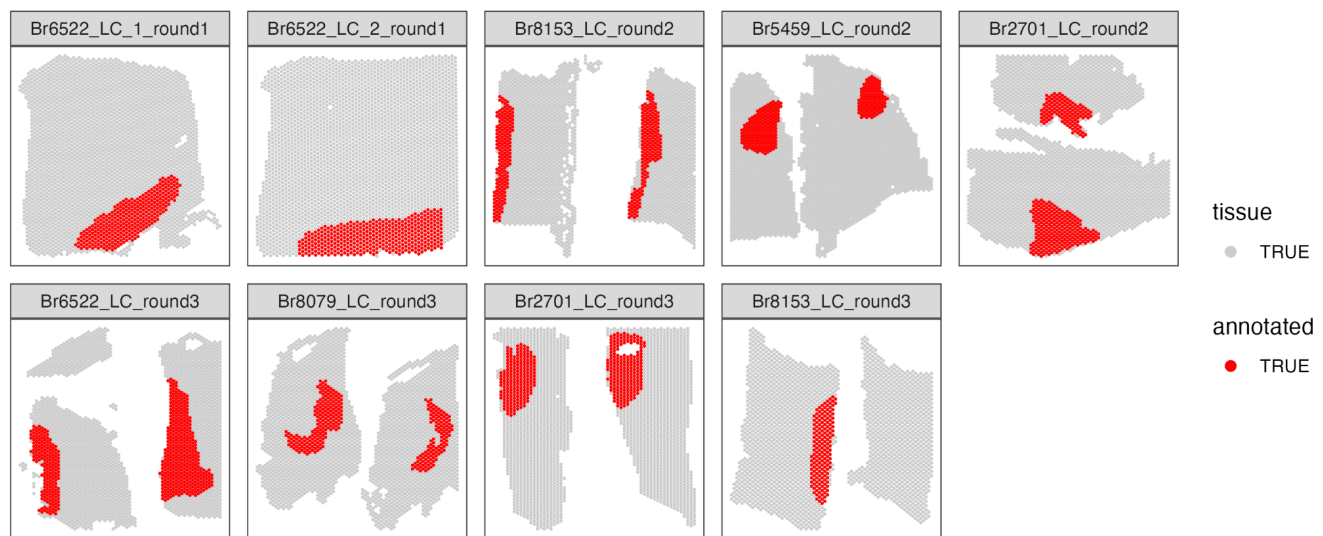 Br6522_LC_1_round1
Br6522_LC_2_round1
Br8153_LC_round2
Br5459_LC_round2
Br2701_LC_round2
tissue
TRUE
Br6522_LC_round3
Br8079_LC_round3
Br2701_LC_round3
Br8153_LC_round3
annotated
TRUE